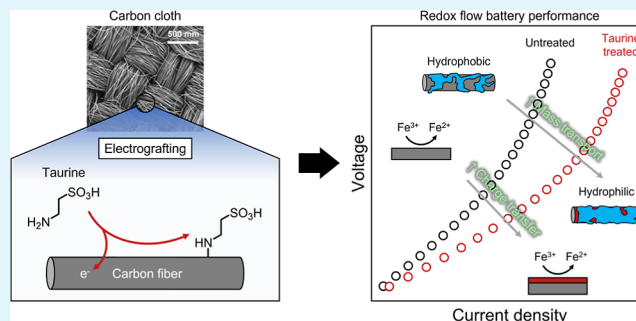 Carbon cloth
500 mm
Electrografting
Taurine
SO₃H
H₂N
SO₃H
HN
e⁻
Carbon fiber
Redox flow battery performance
Untreated
Taurine
treated
Hydrophobic
Fe³⁺ Fe²⁺
↑ Mass transport
↑ Charge transfer
Hydrophilic
Fe³⁺ Fe²⁺
Voltage
Current density